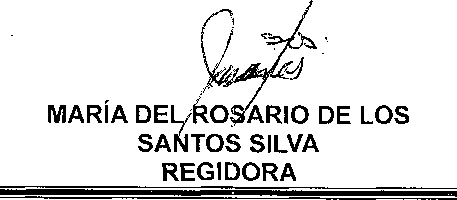 MARÍA DEL ROSARIO DE LOS
SANTOS SILVA
REGIDORA